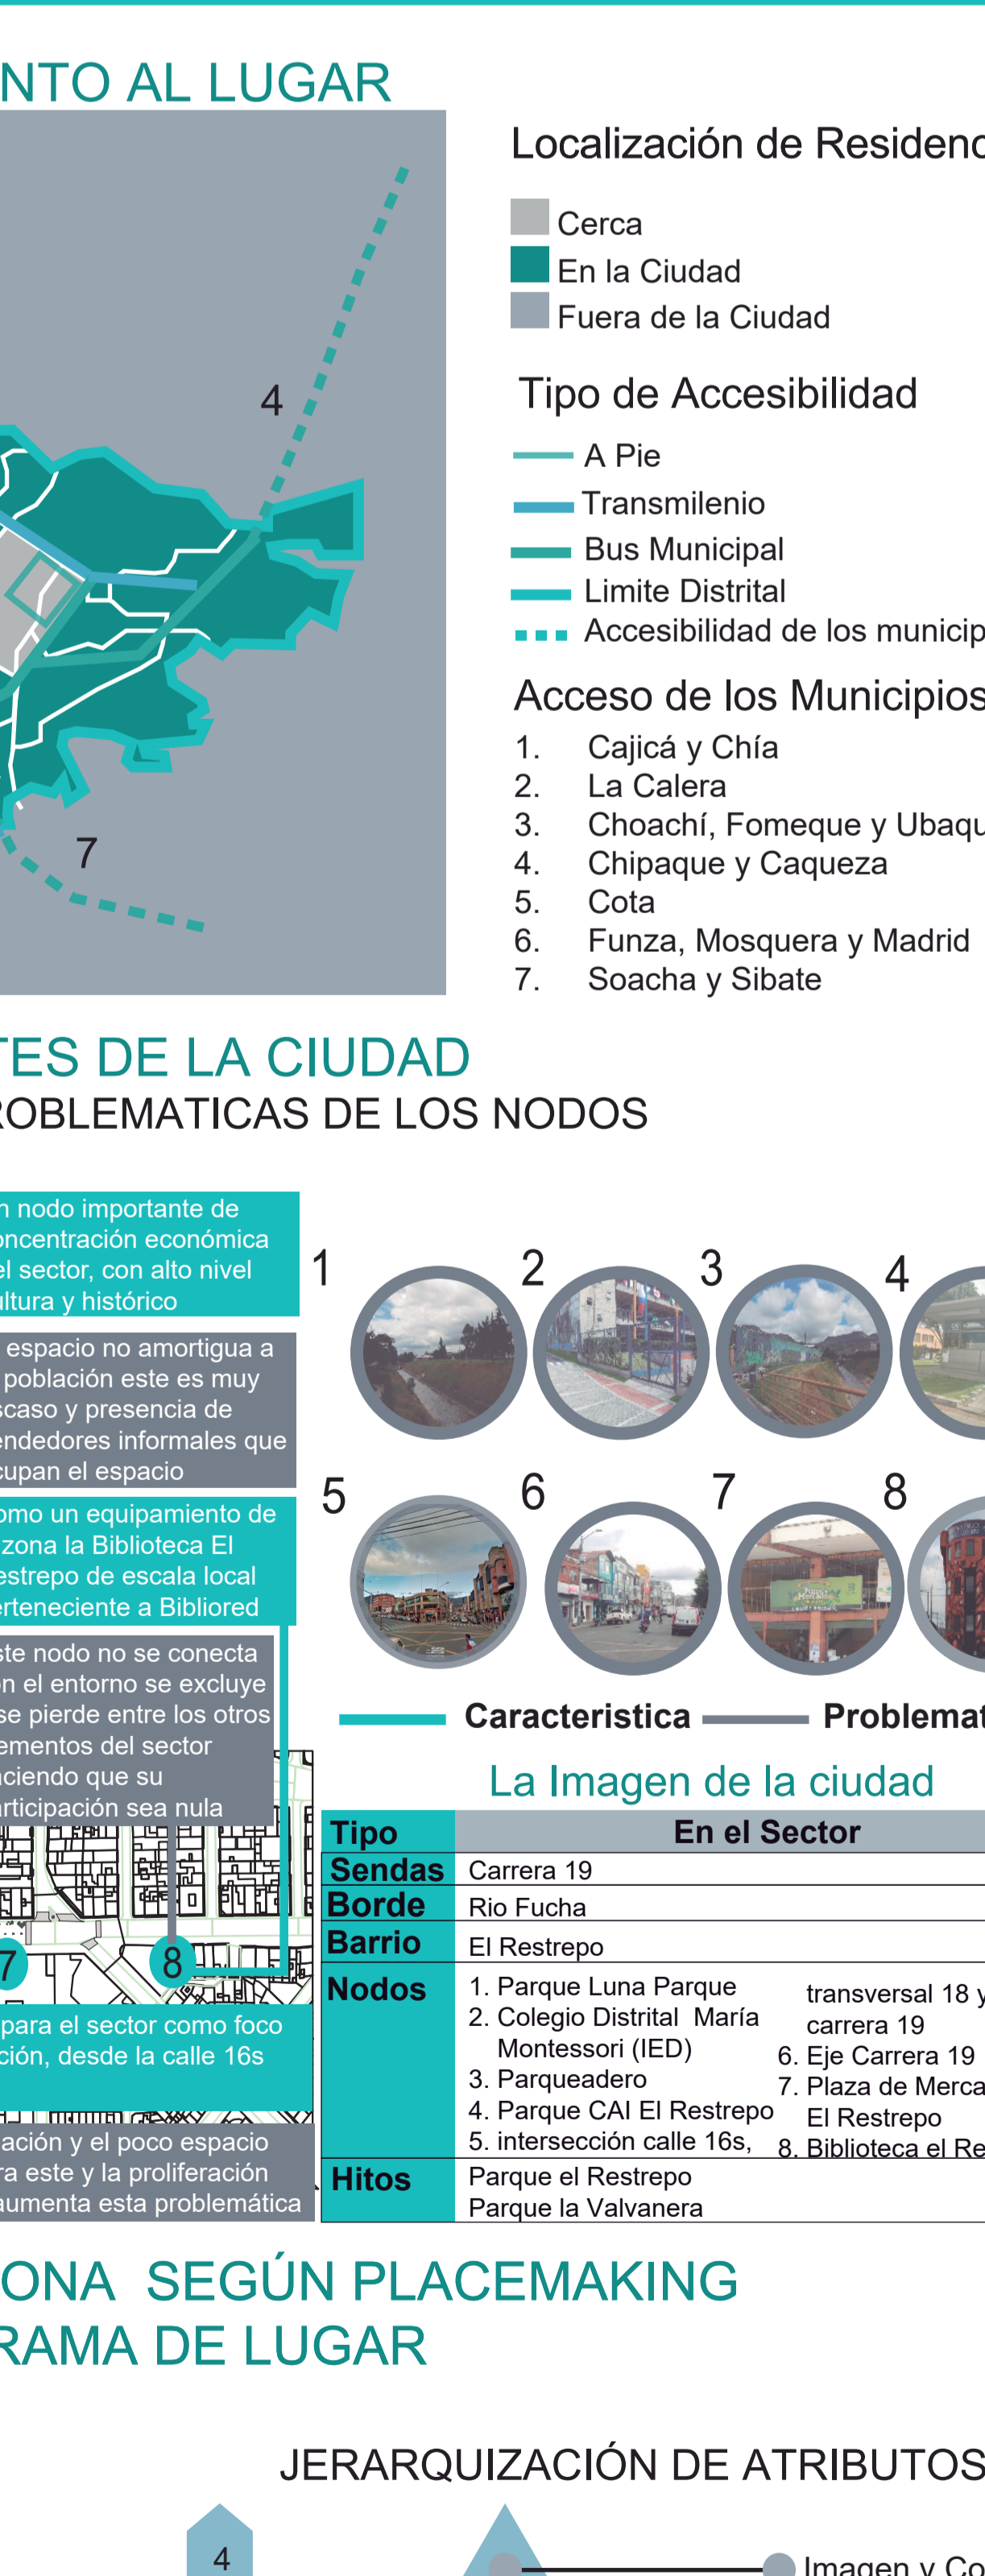 NTO AL LUGAR
4
7
Localización de Residenc
Cerca
En la Ciudad
Fuera de la Ciudad
Tipo de Accesibilidad
A Pie
Transmilenio
Bus Municipal
Limite Distrital
Accesibilidad de los municip
Acceso de los Municipios
1. Cajicá y Chía
2. La Calera
3. Choachí, Fomeque y Ubaqu
4. Chipaque y Caqueza
5. Cota
6. Funza, Mosquera y Madrid
7. Soacha y Sibate
TES DE LA CIUDAD
ROBLEMATICAS DE LOS NODOS
n nodo importante de
oncentración económica
el sector, con alto nivel
ultura y histórico
espacio no amortigua a
población este es muy
scaso y presencia de
endedores informales que
cupan el espacio
omo un equipamiento de
zona la Biblioteca El
estrepo de escala local
erteneciente a Bibliored
ste nodo no se conecta
n el entorno se excluye
se pierde entre los otros
ementos del sector
aciendo que su
articipación sea nula
7
8
para el sector como foco
ción, desde la calle 16s
ación y el poco espacio
ra este y la proliferación
aumenta esta problemática
1
2
3
4
5
6
7
8
Caracteristica
Problemat
La Imagen de la ciudad
Tipo En el Sector
Sendas Carrera 19
Borde Rio Fucha
Barrio El Restrepo
Nodos
1. Parque Luna Parque
2. Colegio Distrital María
Montessori (IED)
3. Parqueadero
4. Parque CAI El Restrepo
5. intersección calle 16s,
transversal 18 y
carrera 19
6. Eje Carrera 19
7. Plaza de Merca
El Restrepo
8. Biblioteca el Re
Hitos
Parque el Restrepo
Parque la Valvanera
ONA SEGÚN PLACEMAKING
RAMA DE LUGAR
JERARQUIZACIÓN DE ATRIBUTOS
4
Imagen y Co